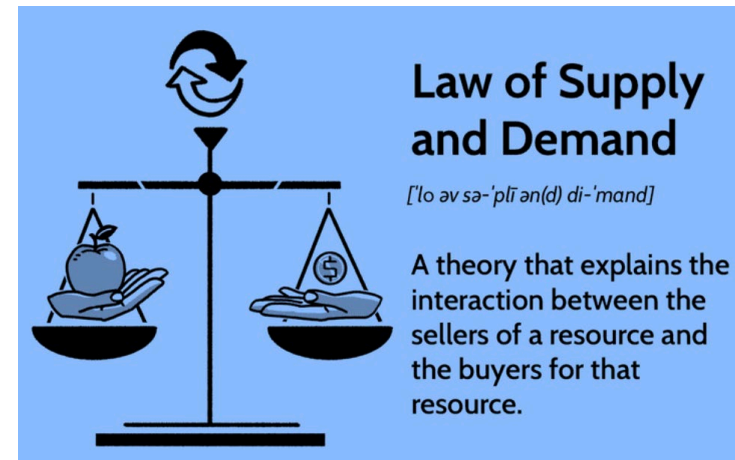 Law of Supply
and Demand
['lo əv sə-'plī ən(d) di-'mand]
A theory that explains the
interaction between the
sellers of a resource and
the buyers for that
resource.
$